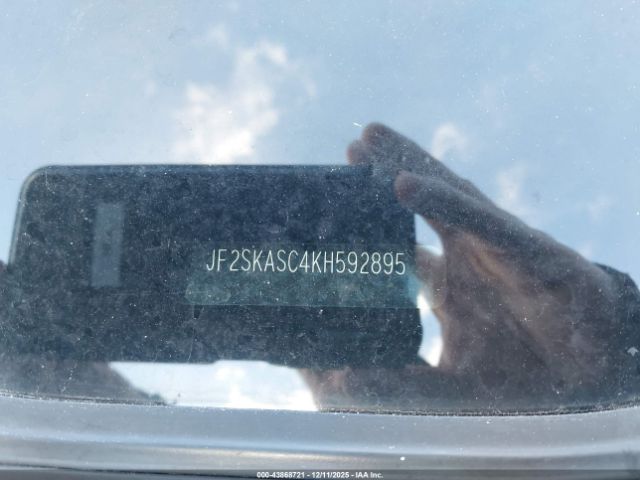 JF2SKASC4KH592895
000-43868721 - 12/11/2025 - IAA Inc.